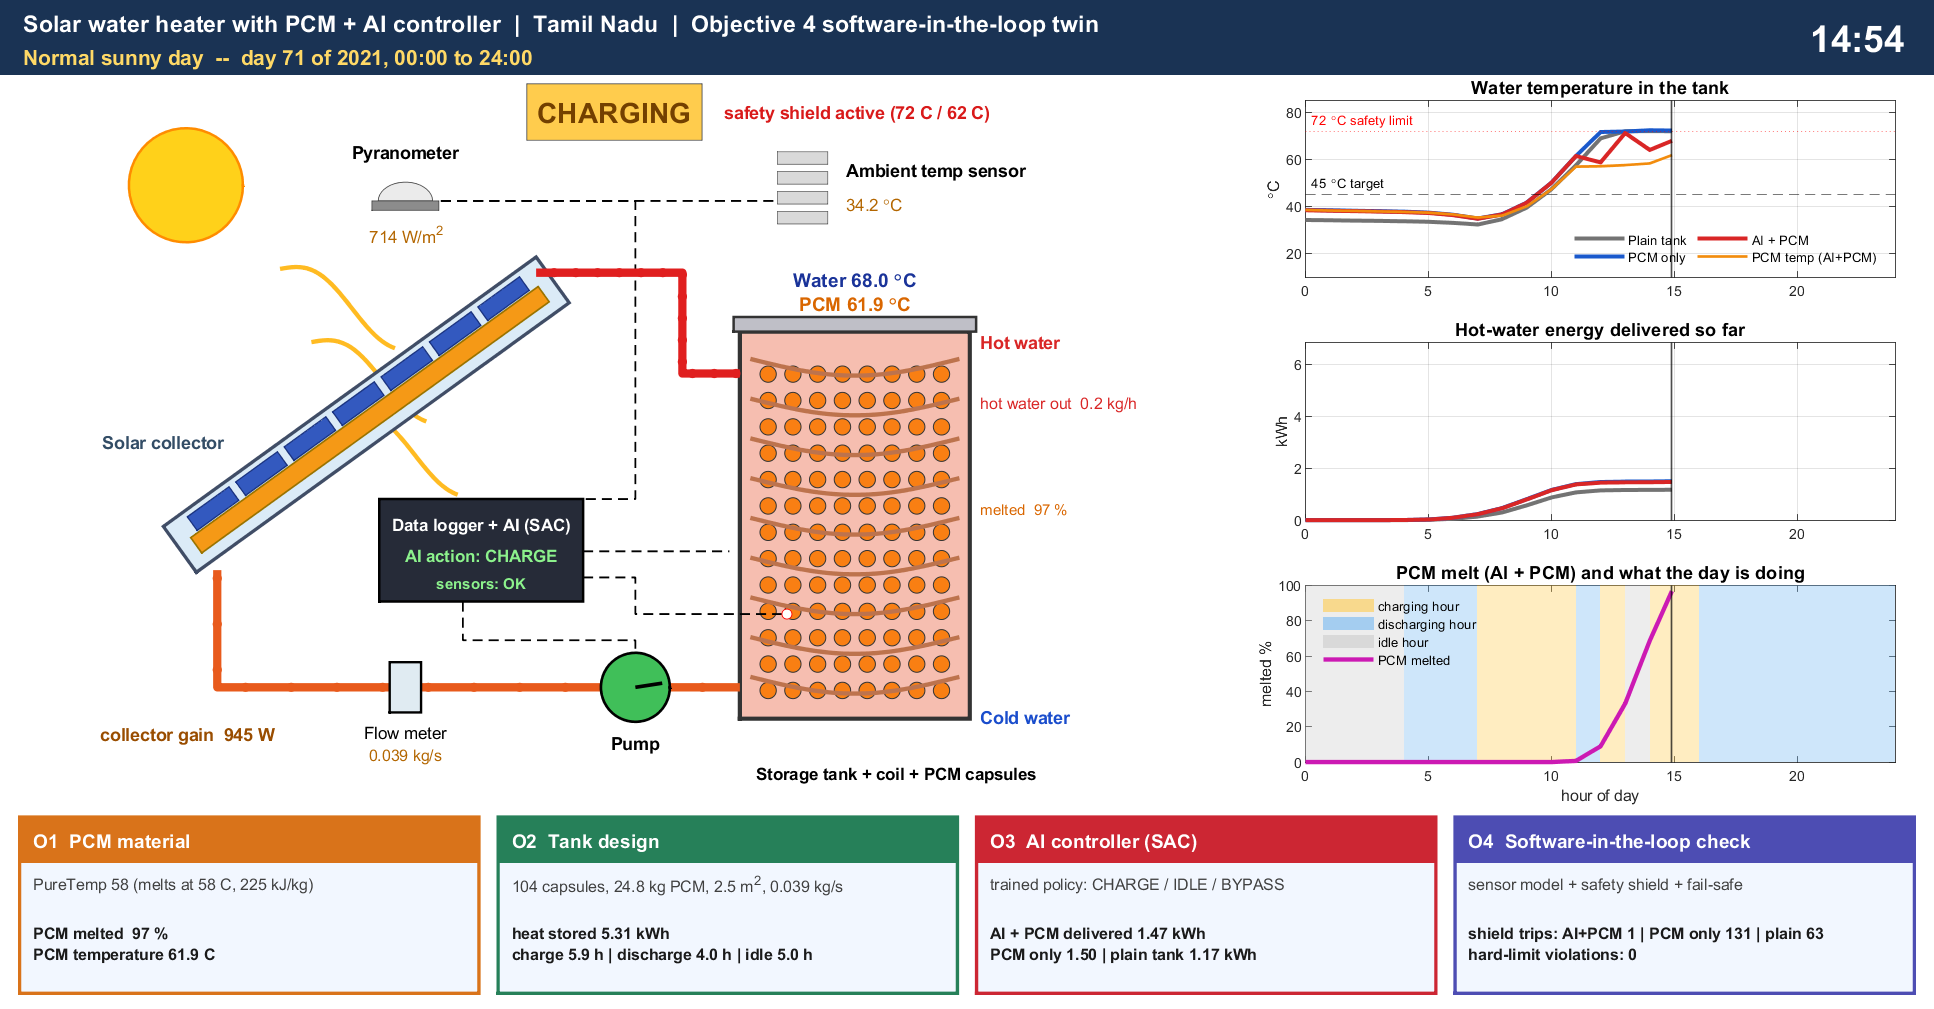 Solar water heater with PCM + AI controller | Tamil Nadu | Objective 4 software-in-the-loop twin
Normal sunny day -- day 71 of 2021, 00:00 to 24:00
14:54
CHARGING
safety shield active (72 C / 62 C)
Pyranometer
714 W/m2
Ambient temp sensor
34.2 °C
Water 68.0 °C
PCM 61.9 °C
Hot water
hot water out 0.2 kg/h
melted 97 %
Cold water
Solar collector
Data logger + AI (SAC)
AI action: CHARGE
sensors: OK
collector gain 945 W
Flow meter
0.039 kg/s
Pump
Storage tank + coil + PCM capsules
Water temperature in the tank
°C
80
60
40
20
72 °C safety limit
45 °C target
Plain tank
PCM only
AI + PCM
PCM temp (AI+PCM)
0 5 10 15 20
Hot-water energy delivered so far
kWh
6
4
2
0
0 5 10 15 20
PCM melt (AI + PCM) and what the day is doing
melted %
100
80
60
40
20
0
charging hour
discharging hour
idle hour
PCM melted
0 5 10 15 20
hour of day
O1 PCM material
PureTemp 58 (melts at 58 C, 225 kJ/kg)
PCM melted 97 %
PCM temperature 61.9 C
O2 Tank design
104 capsules, 24.8 kg PCM, 2.5 m2, 0.039 kg/s
heat stored 5.31 kWh
charge 5.9 h | discharge 4.0 h | idle 5.0 h
O3 AI controller (SAC)
trained policy: CHARGE / IDLE / BYPASS
AI + PCM delivered 1.47 kWh
PCM only 1.50 | plain tank 1.17 kWh
O4 Software-in-the-loop check
sensor model + safety shield + fail-safe
shield trips: AI+PCM 1 | PCM only 131 | plain 63
hard-limit violations: 0